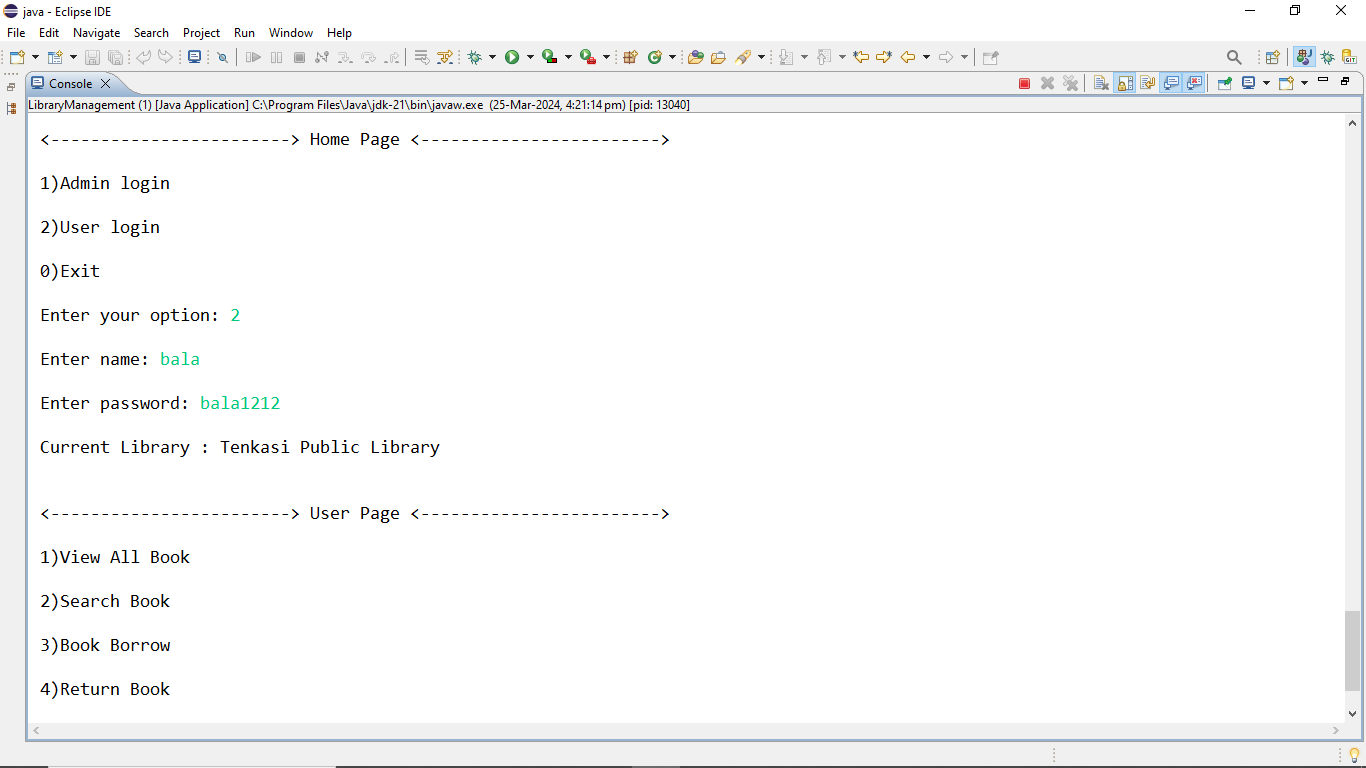 java - Eclipse IDE
File Edit Navigate Search Project Run Window Help
Console
LibraryManagement (1) [Java Application] C:\Program Files\Java\jdk-21\bin\javaw.exe (25-Mar-2024, 4:21:14 pm) [pid: 13040]
<------------------------> Home Page <------------------------>
1)Admin login
2)User login
0)Exit
Enter your option: 2
Enter name: bala
Enter password: bala1212
Current Library : Tenkasi Public Library
<------------------------> User Page <------------------------>
1)View All Book
2)Search Book
3)Book Borrow
4)Return Book